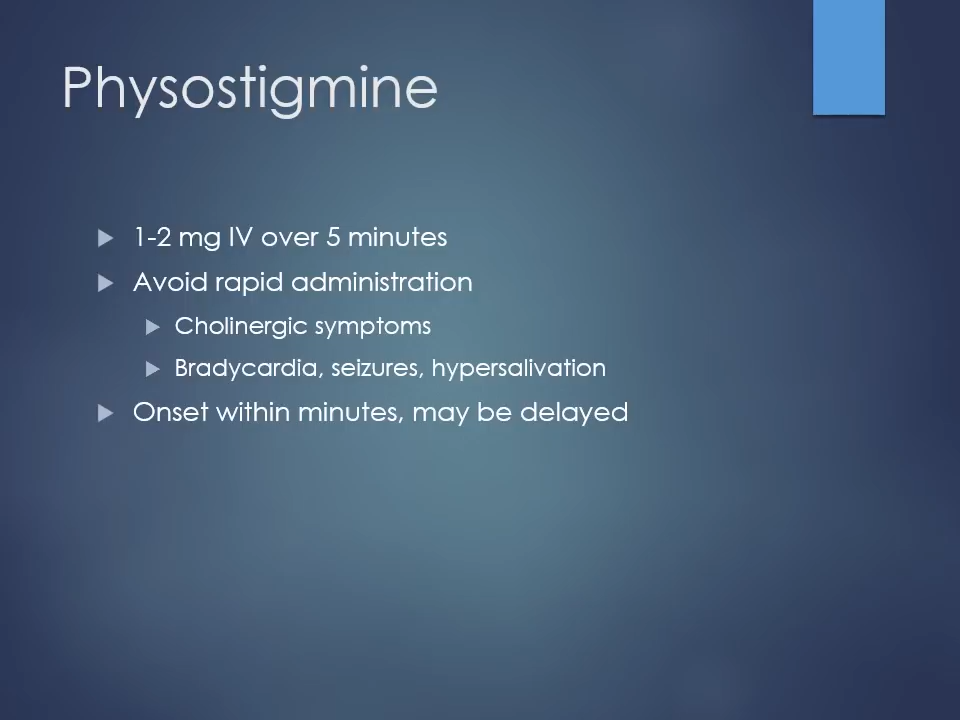 Physostigmine
1-2 mg IV over 5 minutes
Avoid rapid administration
Cholinergic symptoms
Bradycardia, seizures, hypersalivation
Onset within minutes, may be delayed